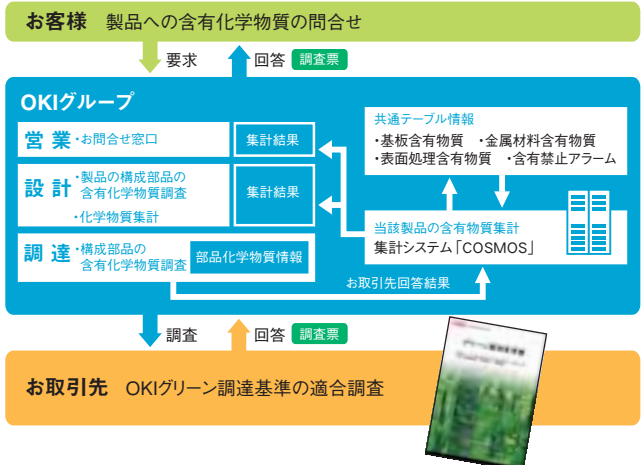 お客様 製品への含有化学物質の問合せ
要求
回答 調査票
OKIグループ
営業 ・お問合せ窓口
集計結果
設計 ・製品の構成部品の
含有化学物質調査
・化学物質集計
集計結果
調達 ・構成部品の
含有化学物質調査
部品化学物質情報
共通テーブル情報
・基板含有物質 ・金属材料含有物質
・表面処理含有物質 ・含有禁止アラーム
当該製品の含有物質集計
集計システム「COSMOS」
お取引先回答結果
調査
回答 調査票
お取引先 OKIグリーン調達基準の適合調査